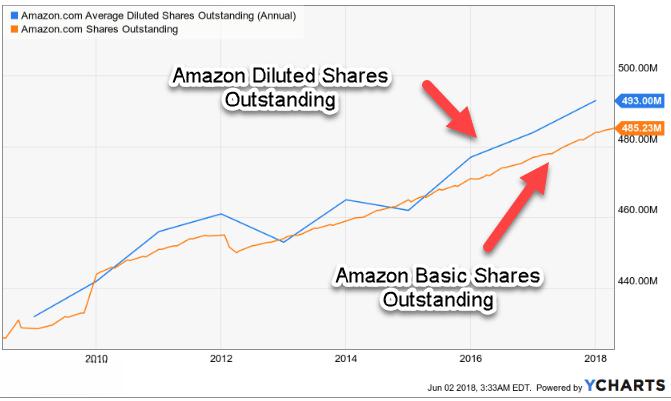 Amazon.com Average Diluted Shares Outstanding (Annual)
Amazon.com Shares Outstanding
500.00M
Amazon Diluted Shares
Outstanding
493.00M
485.23M
480.00M
460.00M
Amazon Basic Shares
Outstanding
440.00M
2010
2012
2014
2016
2018
Jun 02 2018, 3:33AM EDT. Powered by YCHARTS